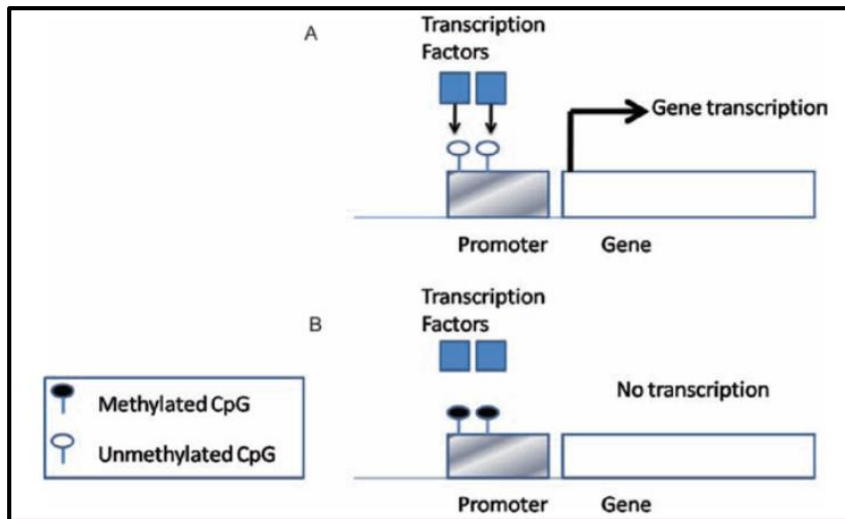 A
Transcription
Factors
Gene transcription
Promoter
Gene
Transcription
B
Factors
No transcription
Methylated CpG
Unmethylated CpG
Promoter
Gene